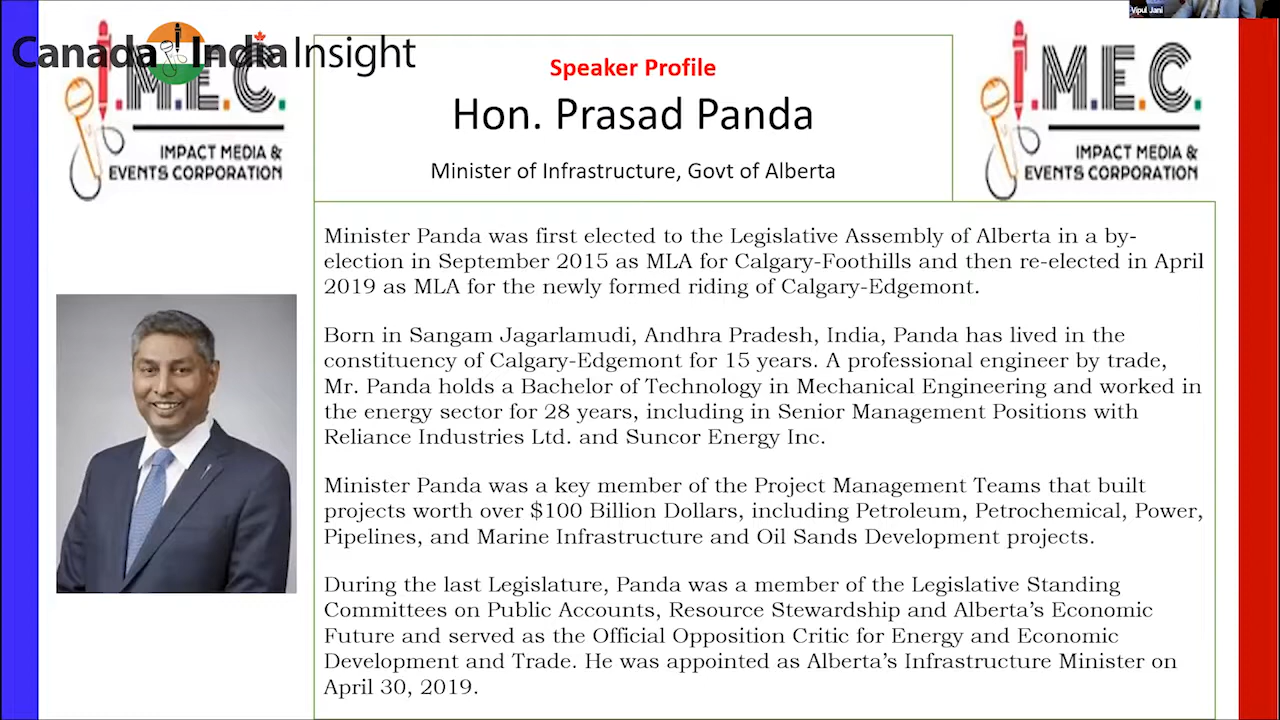 Vipul Jani
Canada India Insight
I.M.E.C.
IMPACT MEDIA &
EVENTS CORPORATION
Speaker Profile
Hon. Prasad Panda
Minister of Infrastructure, Govt of Alberta
I.M.E.C.
IMPACT MEDIA &
EVENTS CORPORATION
Minister Panda was first elected to the Legislative Assembly of Alberta in a by-
election in September 2015 as MLA for Calgary-Foothills and then re-elected in April
2019 as MLA for the newly formed riding of Calgary-Edgemont.
Born in Sangam Jagarlamudi, Andhra Pradesh, India, Panda has lived in the
constituency of Calgary-Edgemont for 15 years. A professional engineer by trade,
Mr. Panda holds a Bachelor of Technology in Mechanical Engineering and worked in
the energy sector for 28 years, including in Senior Management Positions with
Reliance Industries Ltd. and Suncor Energy Inc.
Minister Panda was a key member of the Project Management Teams that built
projects worth over $100 Billion Dollars, including Petroleum, Petrochemical, Power,
Pipelines, and Marine Infrastructure and Oil Sands Development projects.
During the last Legislature, Panda was a member of the Legislative Standing
Committees on Public Accounts, Resource Stewardship and Alberta’s Economic
Future and served as the Official Opposition Critic for Energy and Economic
Development and Trade. He was appointed as Alberta’s Infrastructure Minister on
April 30, 2019.